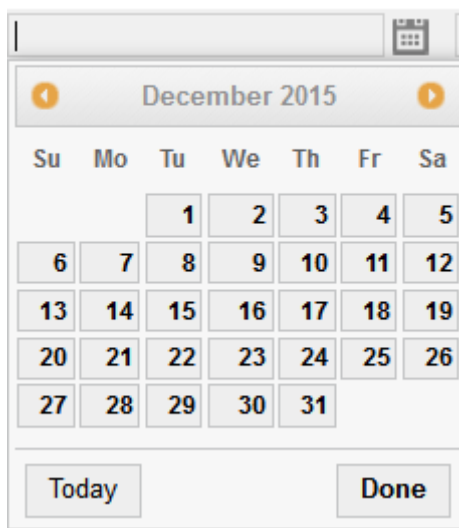 December 2015
Su Mo Tu We Th Fr Sa
1 2 3 4 5
6 7 8 9 10 11 12
13 14 15 16 17 18 19
20 21 22 23 24 25 26
27 28 29 30 31
Today Done